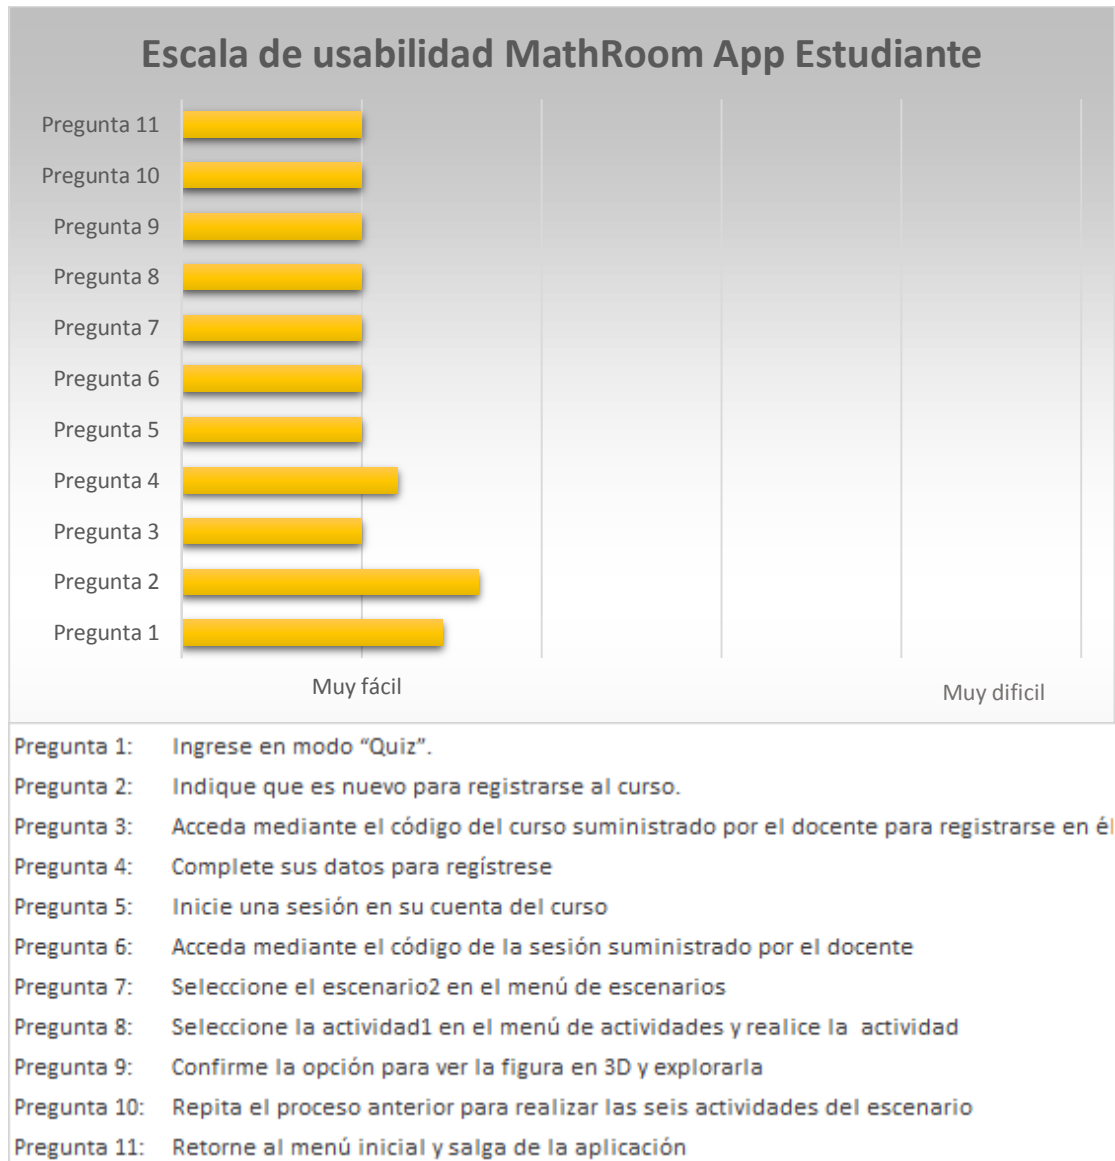 Escala de usabilidad MathRoom App Estudiante
Pregunta 11
Pregunta 10
Pregunta 9
Pregunta 8
Pregunta 7
Pregunta 6
Pregunta 5
Pregunta 4
Pregunta 3
Pregunta 2
Pregunta 1
Muy fácil
Muy dificil
Pregunta 1: Ingrese en modo “Quiz”.
Pregunta 2: Indique que es nuevo para registrarse al curso.
Pregunta 3: Acceda mediante el código del curso suministrado por el docente para registrarse en él
Pregunta 4: Complete sus datos para regístrese
Pregunta 5: Inicie una sesión en su cuenta del curso
Pregunta 6: Acceda mediante el código de la sesión suministrado por el docente
Pregunta 7: Seleccione el escenario2 en el menú de escenarios
Pregunta 8: Seleccione la actividad1 en el menú de actividades y realice la actividad
Pregunta 9: Confirme la opción para ver la figura en 3D y explorarla
Pregunta 10: Repita el proceso anterior para realizar las seis actividades del escenario
Pregunta 11: Retorne al menú inicial y salga de la aplicación